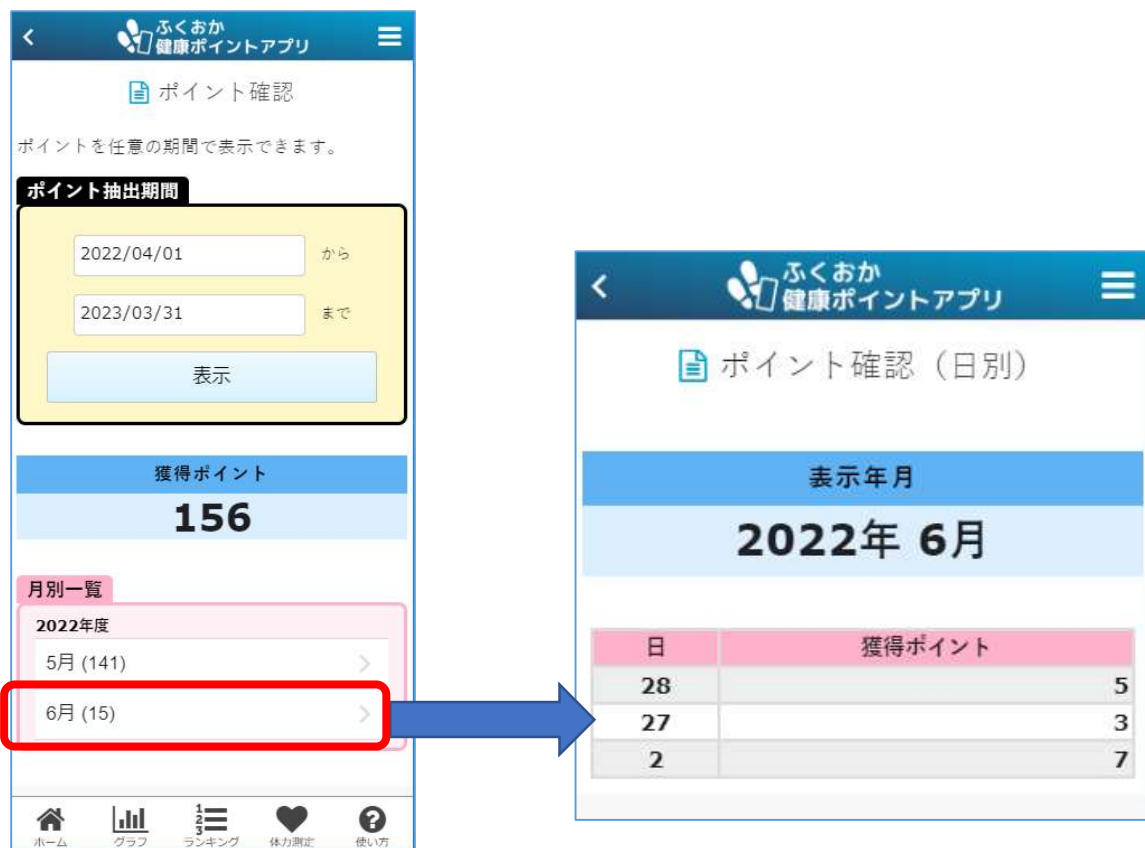 ふくおか
健康ポイントアプリ
ポイント確認
ポイントを任意の期間で表示できます。
ポイント抽出期間
2022/04/01 から
2023/03/31 まで
表示
獲得ポイント
156
月別一覧
2022年度
5月 (141)
6月 (15)
ホーム グラフ ランキング 体力測定 使い方
ふくおか
健康ポイントアプリ
ポイント確認（日別）
表示年月
2022年 6月
日 獲得ポイント
28 5
27 3
2 7